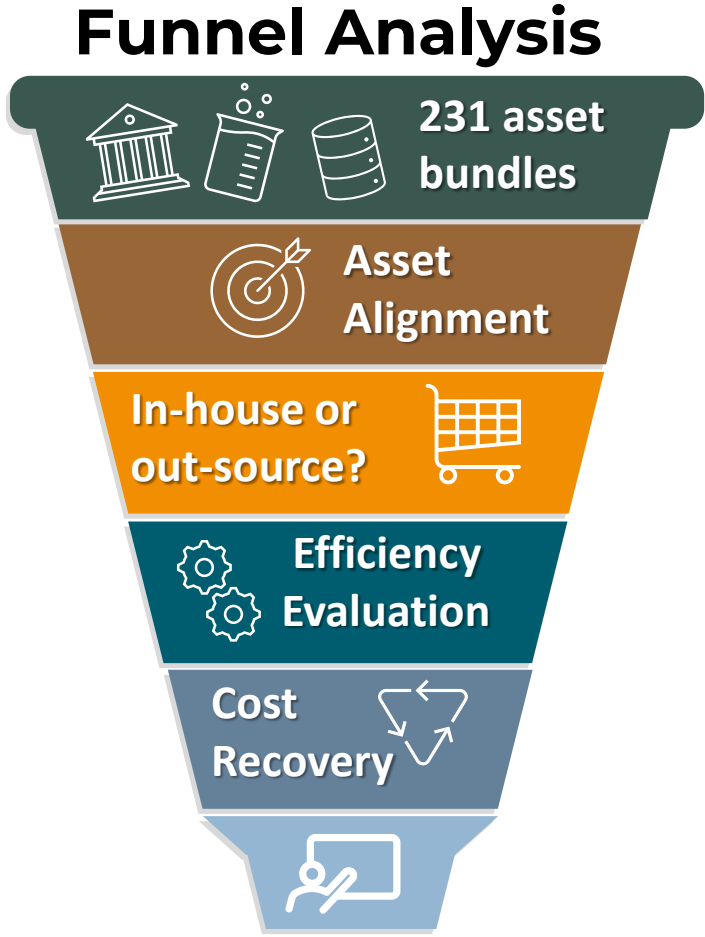 Funnel Analysis
231 asset
bundles
Asset
Alignment
In-house or
out-source?
Efficiency
Evaluation
Cost
Recovery